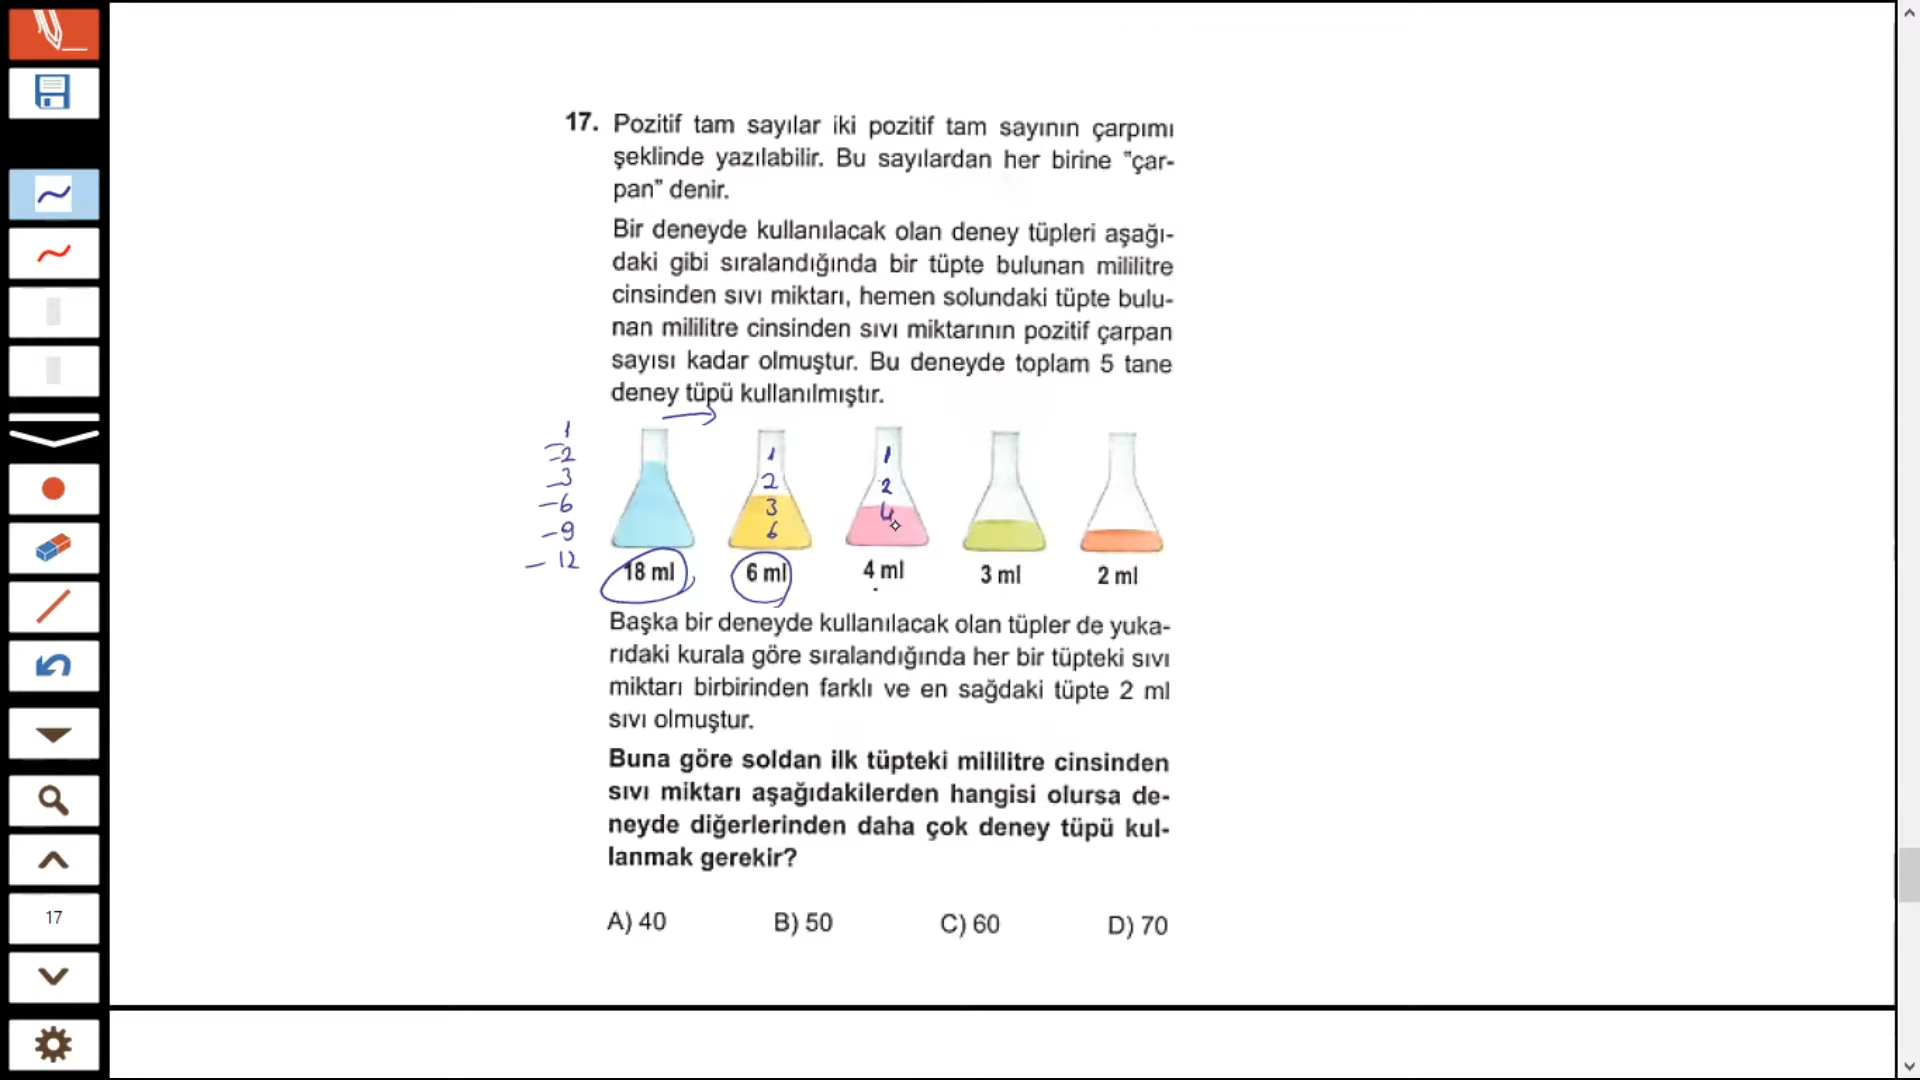 17. Pozitif tam sayılar iki pozitif tam sayının çarpımı
şeklinde yazılabilir. Bu sayılardan her birine "çar-
pan" denir.
Bir deneyde kullanılacak olan deney tüpleri aşağı-
daki gibi sıralandığında bir tüpte bulunan mililitre
cinsinden sıvı miktarı, hemen solundaki tüpte bulu-
nan mililitre cinsinden sıvı miktarının pozitif çarpan
sayısı kadar olmuştur. Bu deneyde toplam 5 tane
deney tüpü kullanılmıştır.
1
2
3
6
9
12
1
2
3
6
1
2
4
18 ml 6 ml 4 ml 3 ml 2 ml
Başka bir deneyde kullanılacak olan tüpler de yuka-
rıdaki kurala göre sıralandığında her bir tüpteki sıvı
miktarı birbirinden farklı ve en sağdaki tüpte 2 ml
sıvı olmuştur.
Buna göre soldan ilk tüpteki mililitre cinsinden
sıvı miktarı aşağıdakilerden hangisi olursa de-
neyde diğerlerinden daha çok deney tüpü kul-
lanmak gerekir?
A) 40 B) 50 C) 60 D) 70
17